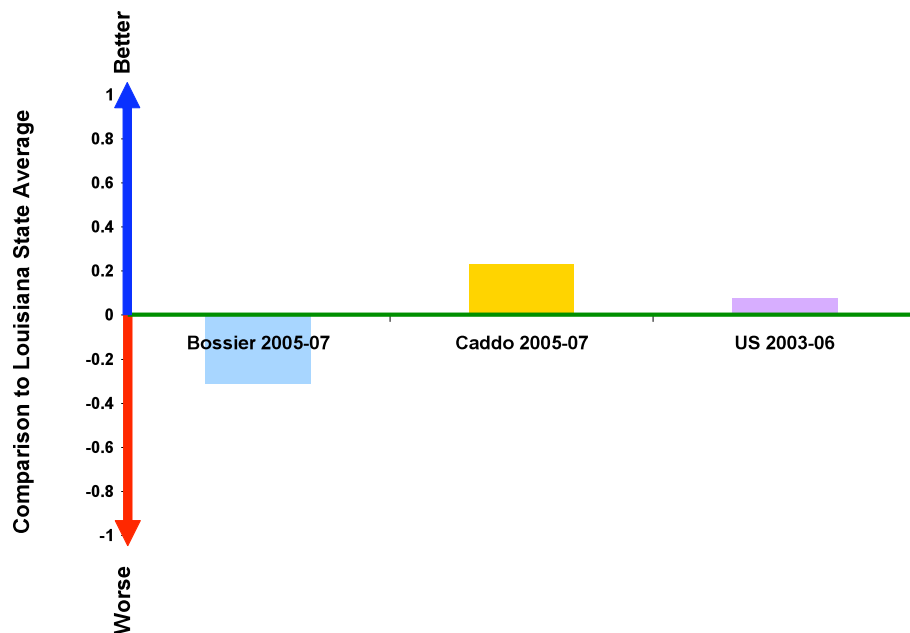 Better
Comparison to Louisiana State Average
1
0.8
0.6
0.4
0.2
0
-0.2
-0.4
-0.6
-0.8
-1
Bossier 2005-07
Caddo 2005-07
US 2003-06
Worse